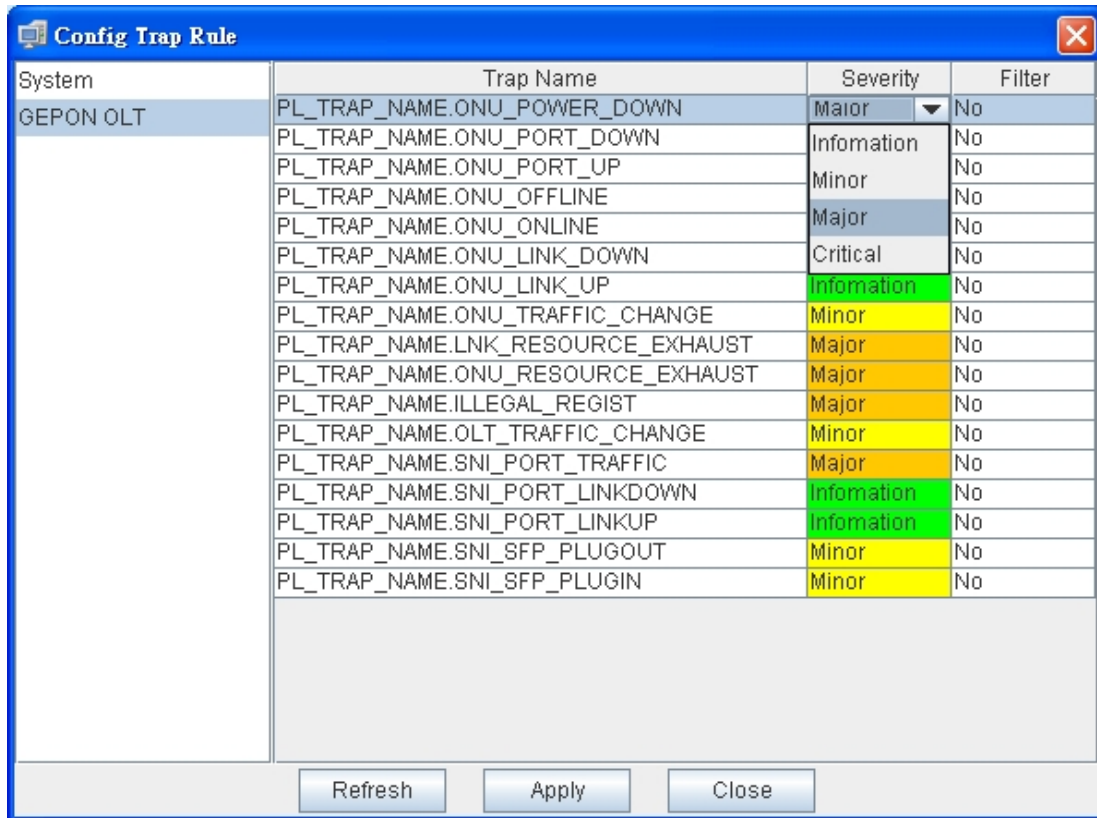 Config Trap Rule
System
GEPON OLT
Trap Name Severity Filter
PL_TRAP_NAME.ONU_POWER_DOWN Major No
PL_TRAP_NAME.ONU_PORT_DOWN Infomation No
PL_TRAP_NAME.ONU_PORT_UP Minor No
PL_TRAP_NAME.ONU_OFFLINE Major No
PL_TRAP_NAME.ONU_ONLINE No
PL_TRAP_NAME.ONU_LINK_DOWN Critical No
PL_TRAP_NAME.ONU_LINK_UP Infomation No
PL_TRAP_NAME.ONU_TRAFFIC_CHANGE Minor No
PL_TRAP_NAME.LNK_RESOURCE_EXHAUST Major No
PL_TRAP_NAME.ONU_RESOURCE_EXHAUST Major No
PL_TRAP_NAME.ILLEGAL_REGIST Major No
PL_TRAP_NAME.OLT_TRAFFIC_CHANGE Minor No
PL_TRAP_NAME.SNI_PORT_TRAFFIC Major No
PL_TRAP_NAME.SNI_PORT_LINKDOWN Infomation No
PL_TRAP_NAME.SNI_PORT_LINKUP Infomation No
PL_TRAP_NAME.SNI_SFP_PLUGOUT Minor No
PL_TRAP_NAME.SNI_SFP_PLUGIN Minor No
Refresh Apply Close